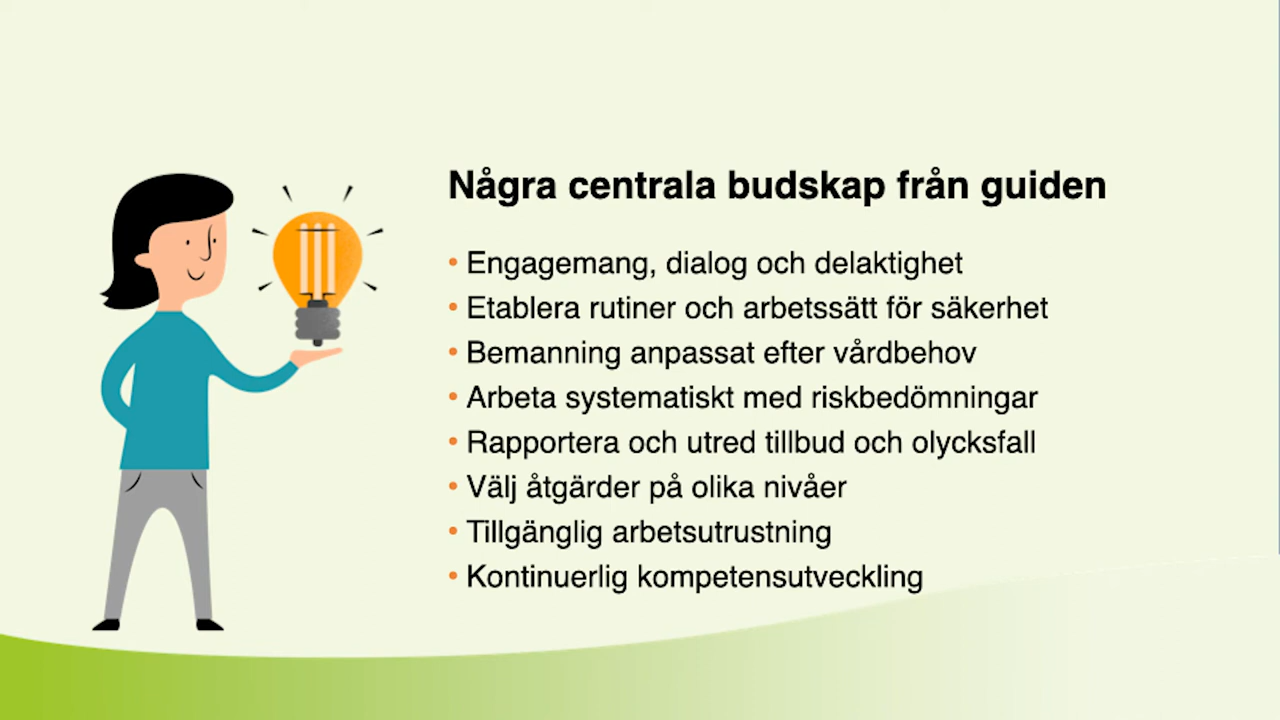 Några centrala budskap från guiden
• Engagemang, dialog och delaktighet
• Etablera rutiner och arbetssätt för säkerhet
• Bemanning anpassat efter vårdbehov
• Arbeta systematiskt med riskbedömningar
• Rapportera och utred tillbud och olycksfall
• Välj åtgärder på olika nivåer
• Tillgänglig arbetsutrustning
• Kontinuerlig kompetensutveckling